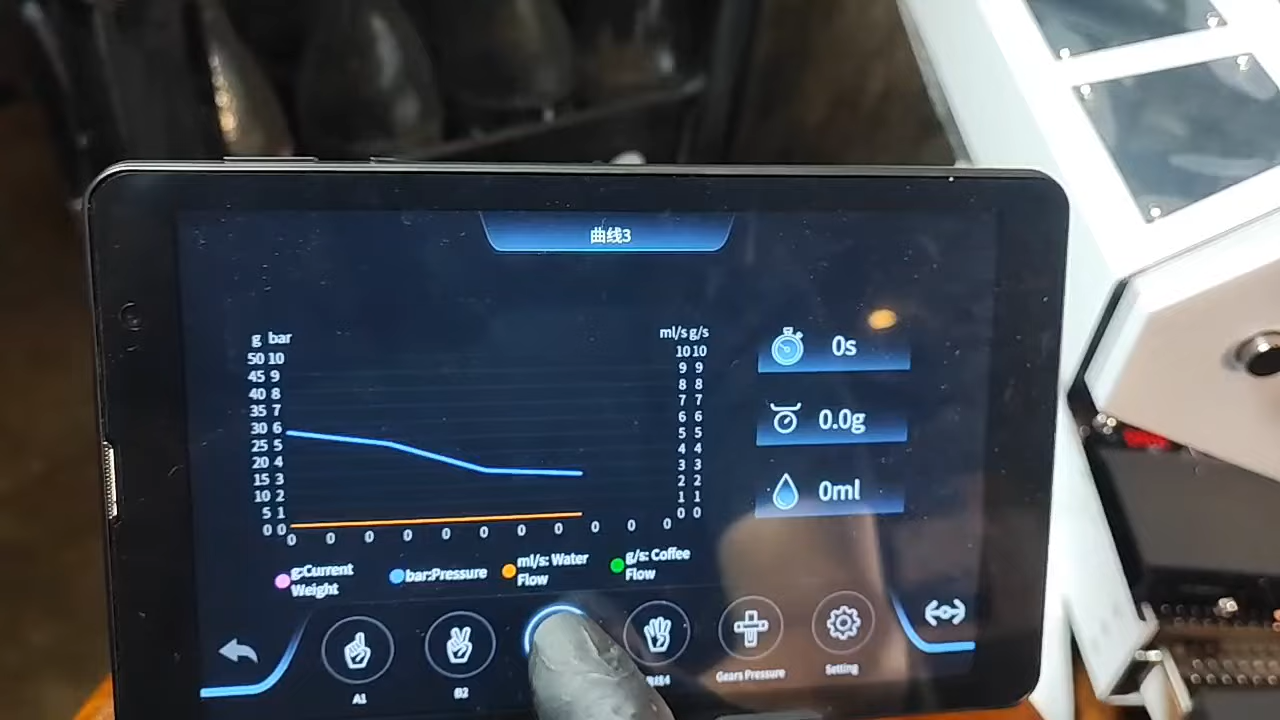 曲线3
g bar
ml/s g/s
50 10
45 9
40 8
35 7
30 6
25 5
20 4
15 3
10 2
5 1
0 0
10 10
9 9
8 8
7 7
6 6
5 5
4 4
3 3
2 2
1 1
0 0
0 0 0 0 0 0 0 0 0 0 0
0s
0.0g
0ml
g:Current Weight
bar:Pressure
ml/s: Water Flow
g/s: Coffee Flow
A1
B2
线4
Gears Pressure
Setting